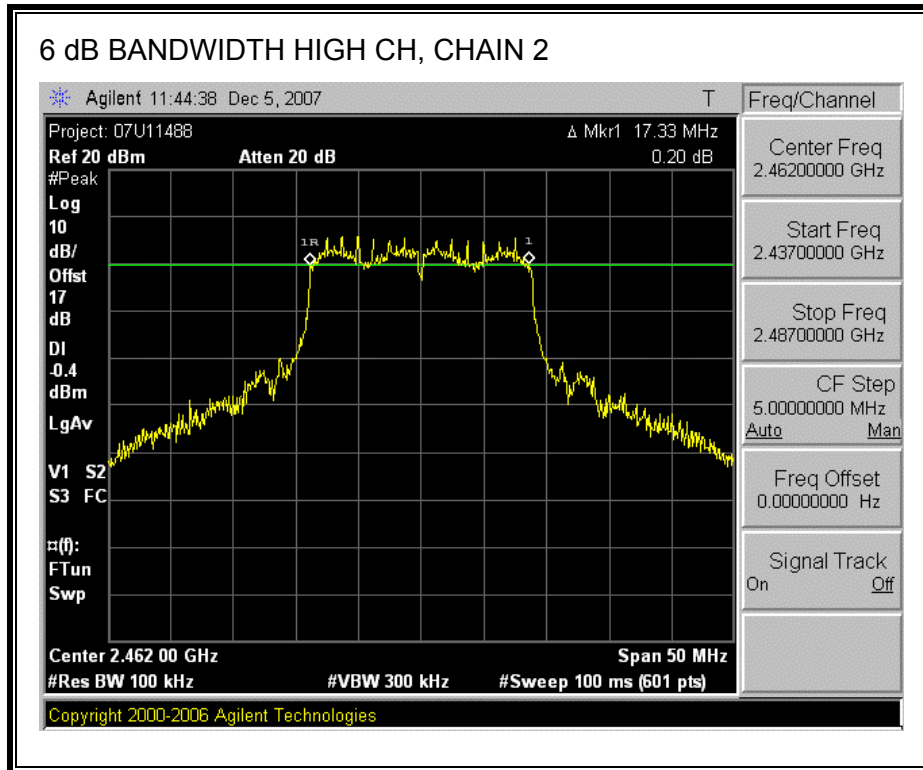 6 dB BANDWIDTH HIGH CH, CHAIN 2
Agilent 11:44:38 Dec 5, 2007 T
Project: 07U11488 Δ Mkr1 17.33 MHz
Ref 20 dBm Atten 20 dB 0.20 dB
#Peak
Log
10
dB/
Offst
17
dB
DI
-0.4
dBm
LgAv
V1 S2
S3 FC
¤(f):
FTun
Swp
1R
1
Center 2.462 00 GHz Span 50 MHz
#Res BW 100 kHz #VBW 300 kHz #Sweep 100 ms (601 pts)
Copyright 2000-2006 Agilent Technologies
Freq/Channel
Center Freq
2.46200000 GHz
Start Freq
2.43700000 GHz
Stop Freq
2.48700000 GHz
CF Step
5.00000000 MHz
Auto Man
Freq Offset
0.00000000 Hz
Signal Track
On Off